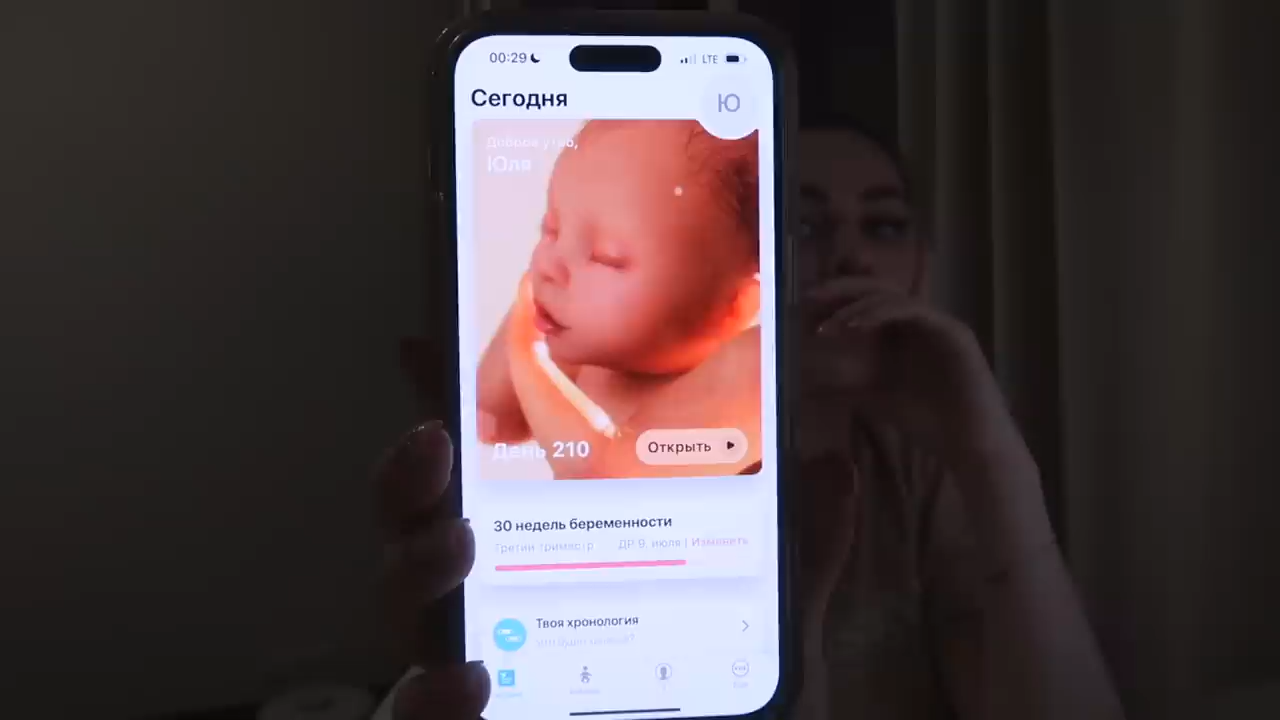 00:29
LTE
Сегодня
Ю
Доброе утро,
Юля
День 210
Открыть
30 недель беременности
Третий триместр
ДР 9 июля | Изменить
Твоя хронология